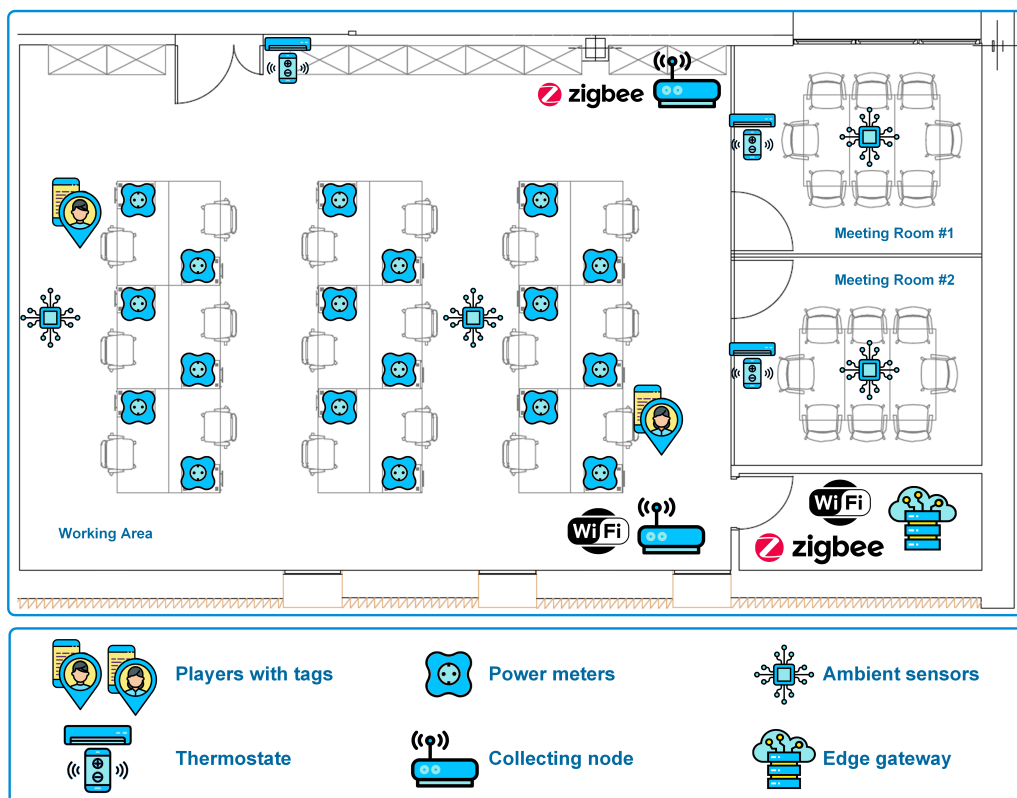 zigbee
Meeting Room #1
Meeting Room #2
Working Area
WiFi
WiFi
zigbee
Players with tags
Power meters
Ambient sensors
Thermostate
Collecting node
Edge gateway